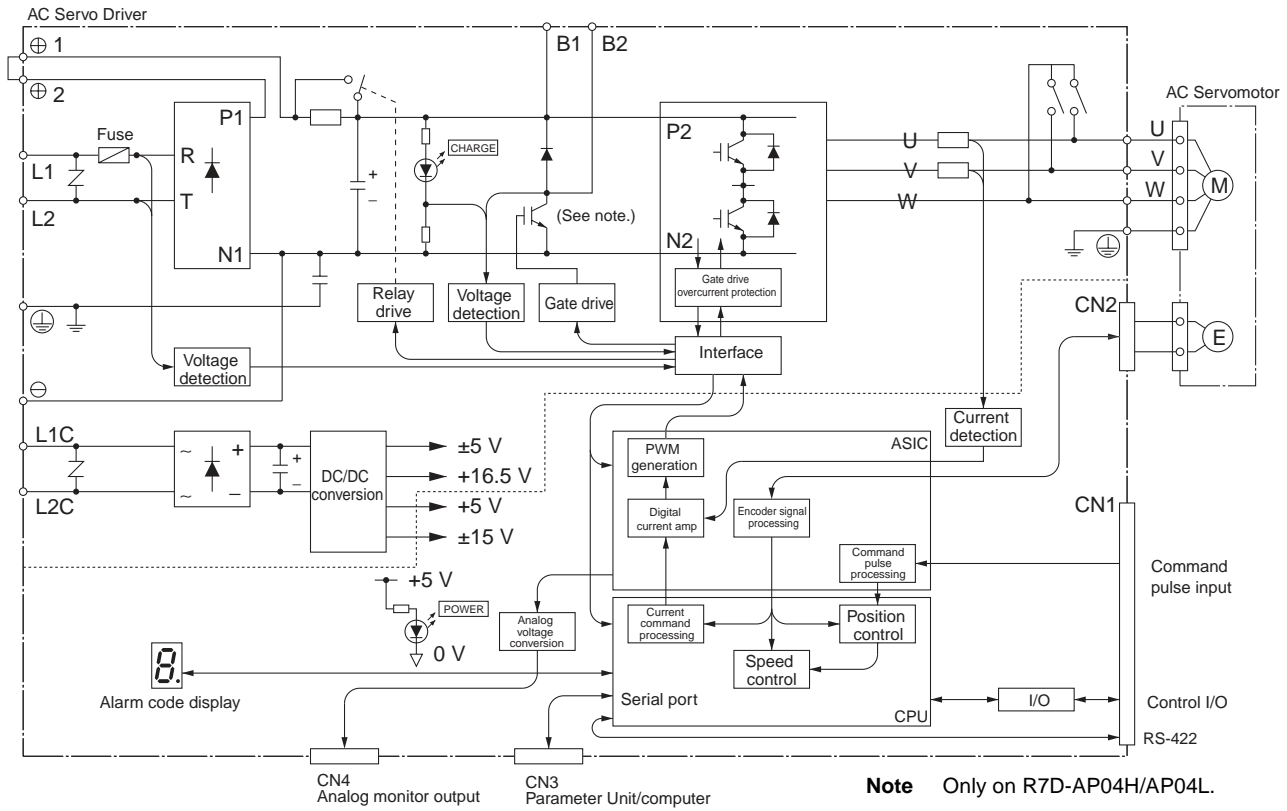 AC Servo Driver
⊕ 1
⊕ 2
B1 B2
AC Servomotor
Fuse
P1
R
T
N1
L1
L2
+
–
CHARGE
(See note.)
P2
N2
U
V
W
U
V
W
M
Gate drive
overcurrent protection
Relay
drive
Voltage
detection
Gate drive
Interface
CN2
E
Voltage
detection
⊖
L1C
L2C
~
~
+
–
+
–
DC/DC
conversion
±5 V
+16.5 V
+5 V
±15 V
ASIC
PWM
generation
Current
detection
Digital
current amp
Encoder signal
processing
Command
pulse
processing
CN1
Command
pulse input
+5 V
POWER
0 V
Analog
voltage
conversion
Current
command
processing
Position
control
Speed
control
Serial port
CPU
I/O
Control I/O
RS-422
8.
Alarm code display
CN4
Analog monitor output
CN3
Parameter Unit/computer
Note Only on R7D-AP04H/AP04L.